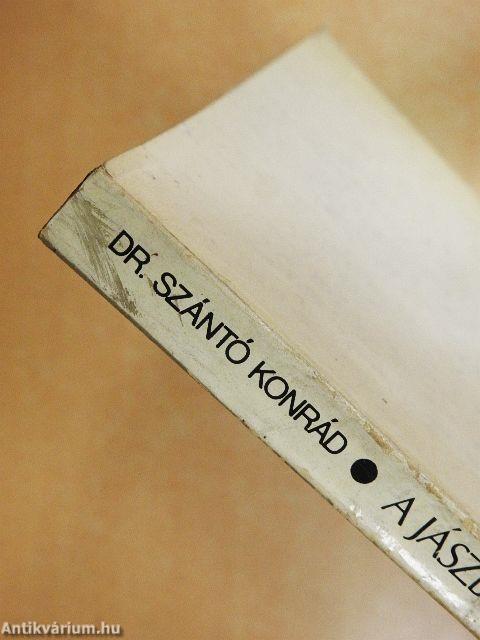 DR. SZÁNTÓ KONRÁD ● A JÁSZ
Antikvárium.hu